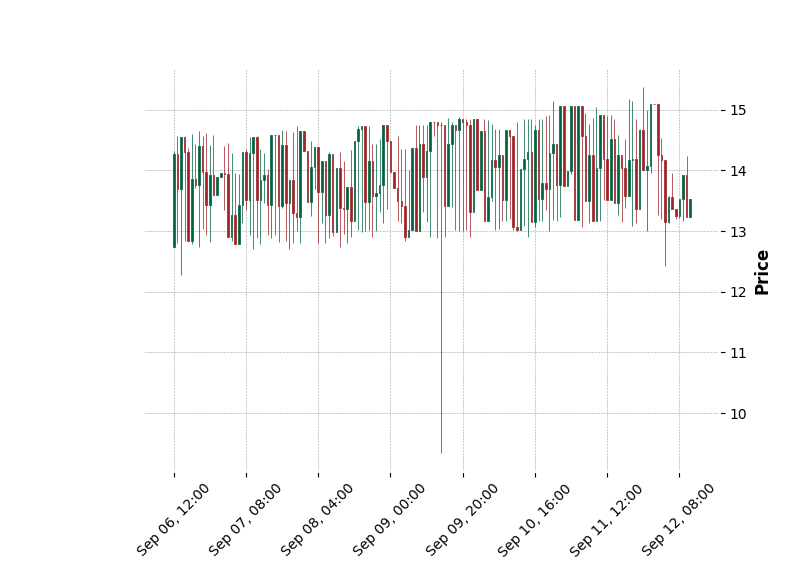 15
14
13
12
11
10
Price
Sep 06, 12:00
Sep 07, 08:00
Sep 08, 04:00
Sep 09, 00:00
Sep 09, 20:00
Sep 10, 16:00
Sep 11, 12:00
Sep 12, 08:00